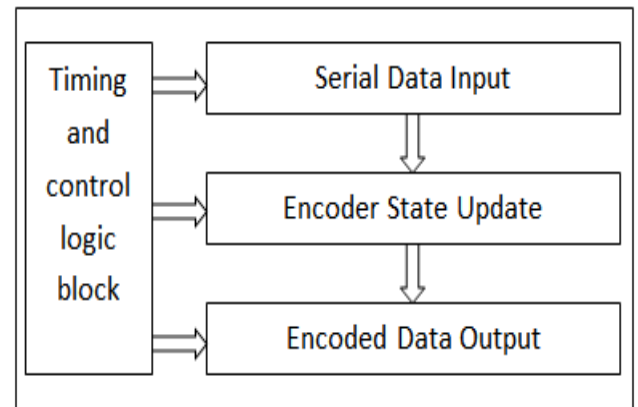 Timing
and
control
logic
block
Serial Data Input
Encoder State Update
Encoded Data Output